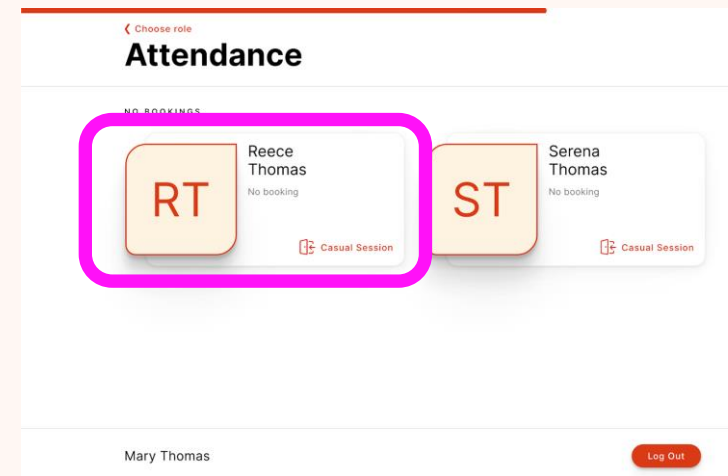 Choose role
Attendance
NO BOOKINGS
RT
Reece
Thomas
No booking
Casual Session
ST
Serena
Thomas
No booking
Casual Session
Mary Thomas
Log Out